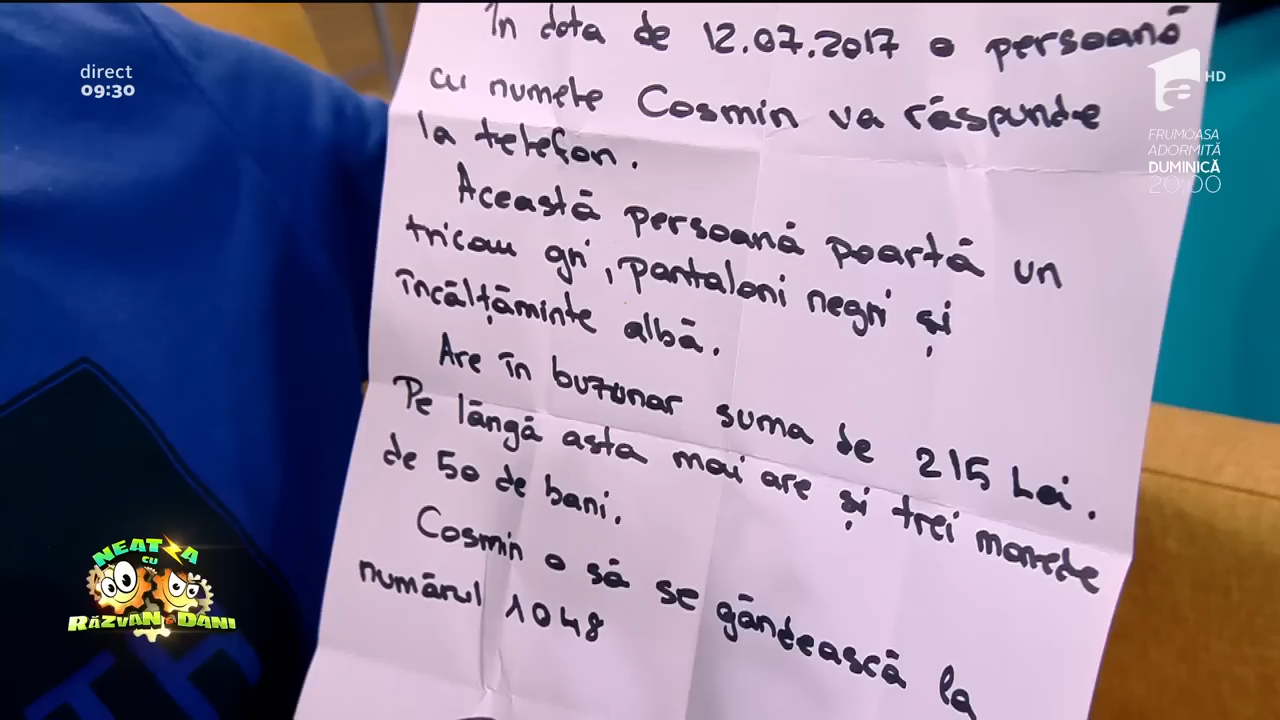 În data de 12.07.2017 o persoană
cu numele Cosmin va răspunde
la telefon.
Această persoană poartă un
tricou gri, pantaloni negri și
încălțăminte albă.
Are în buzunar suma de 215 Lei.
Pe lângă asta mai are și trei monede
de 50 de bani.
Cosmin o să se gândească la
numărul 1048
direct
09:30
a HD
FRUMOASA
ADORMITĂ
DUMINICĂ
20:00
NEATZA
CU
RĂZVAN & DANI
TH